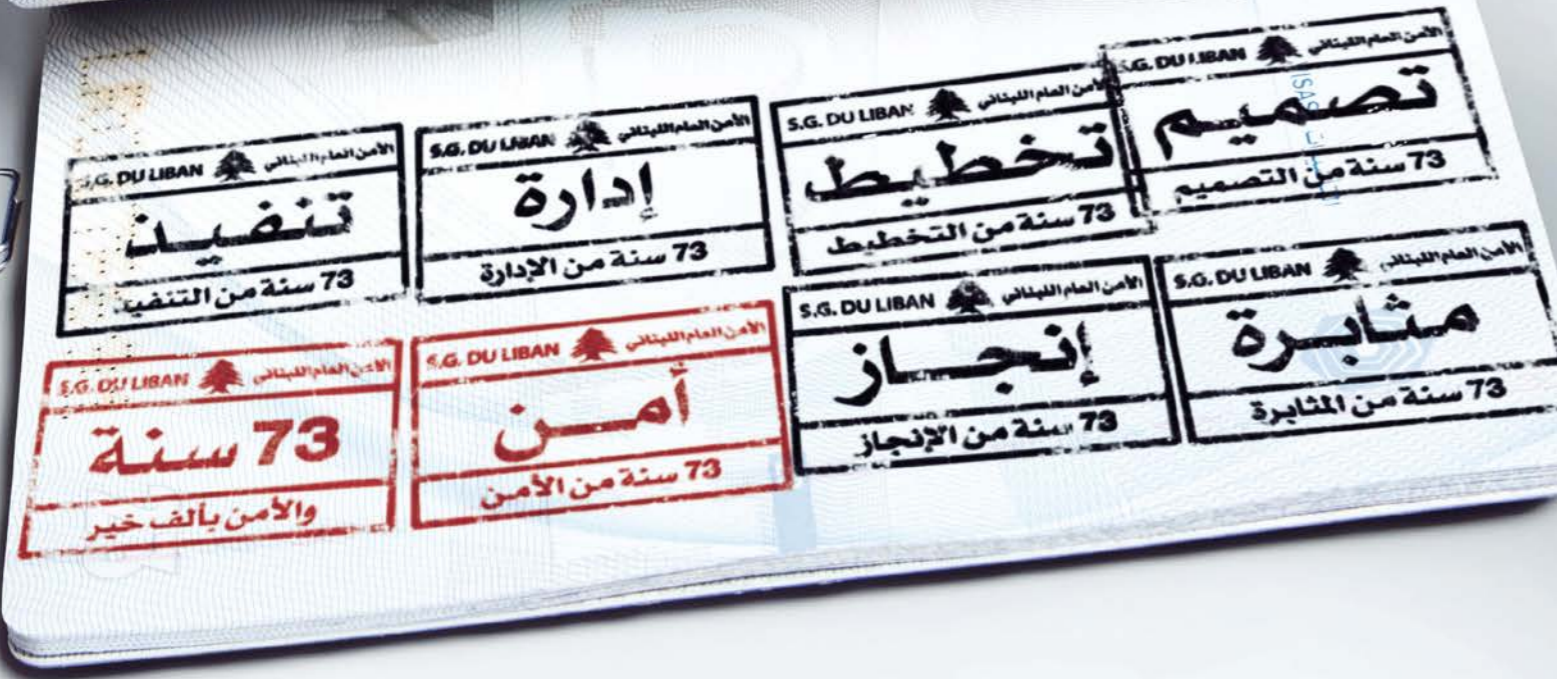 S.G. DU LIBAN الأمن العام اللبناني
تصميم
73 سنة من التصميم
S.G. DU LIBAN الأمن العام اللبناني
تخطيط
73 سنة من التخطيط
S.G. DU LIBAN الأمن العام اللبناني
إدارة
73 سنة من الإدارة
S.G. DU LIBAN الأمن العام اللبناني
تنفيذ
73 سنة من التنفيذ
S.G. DU LIBAN الأمن العام اللبناني
مثابرة
73 سنة من المثابرة
S.G. DU LIBAN الأمن العام اللبناني
إنجاز
73 سنة من الإنجاز
S.G. DU LIBAN الأمن العام اللبناني
أمن
73 سنة من الأمن
S.G. DU LIBAN الأمن العام اللبناني
73 سنة
والأمن بألف خير